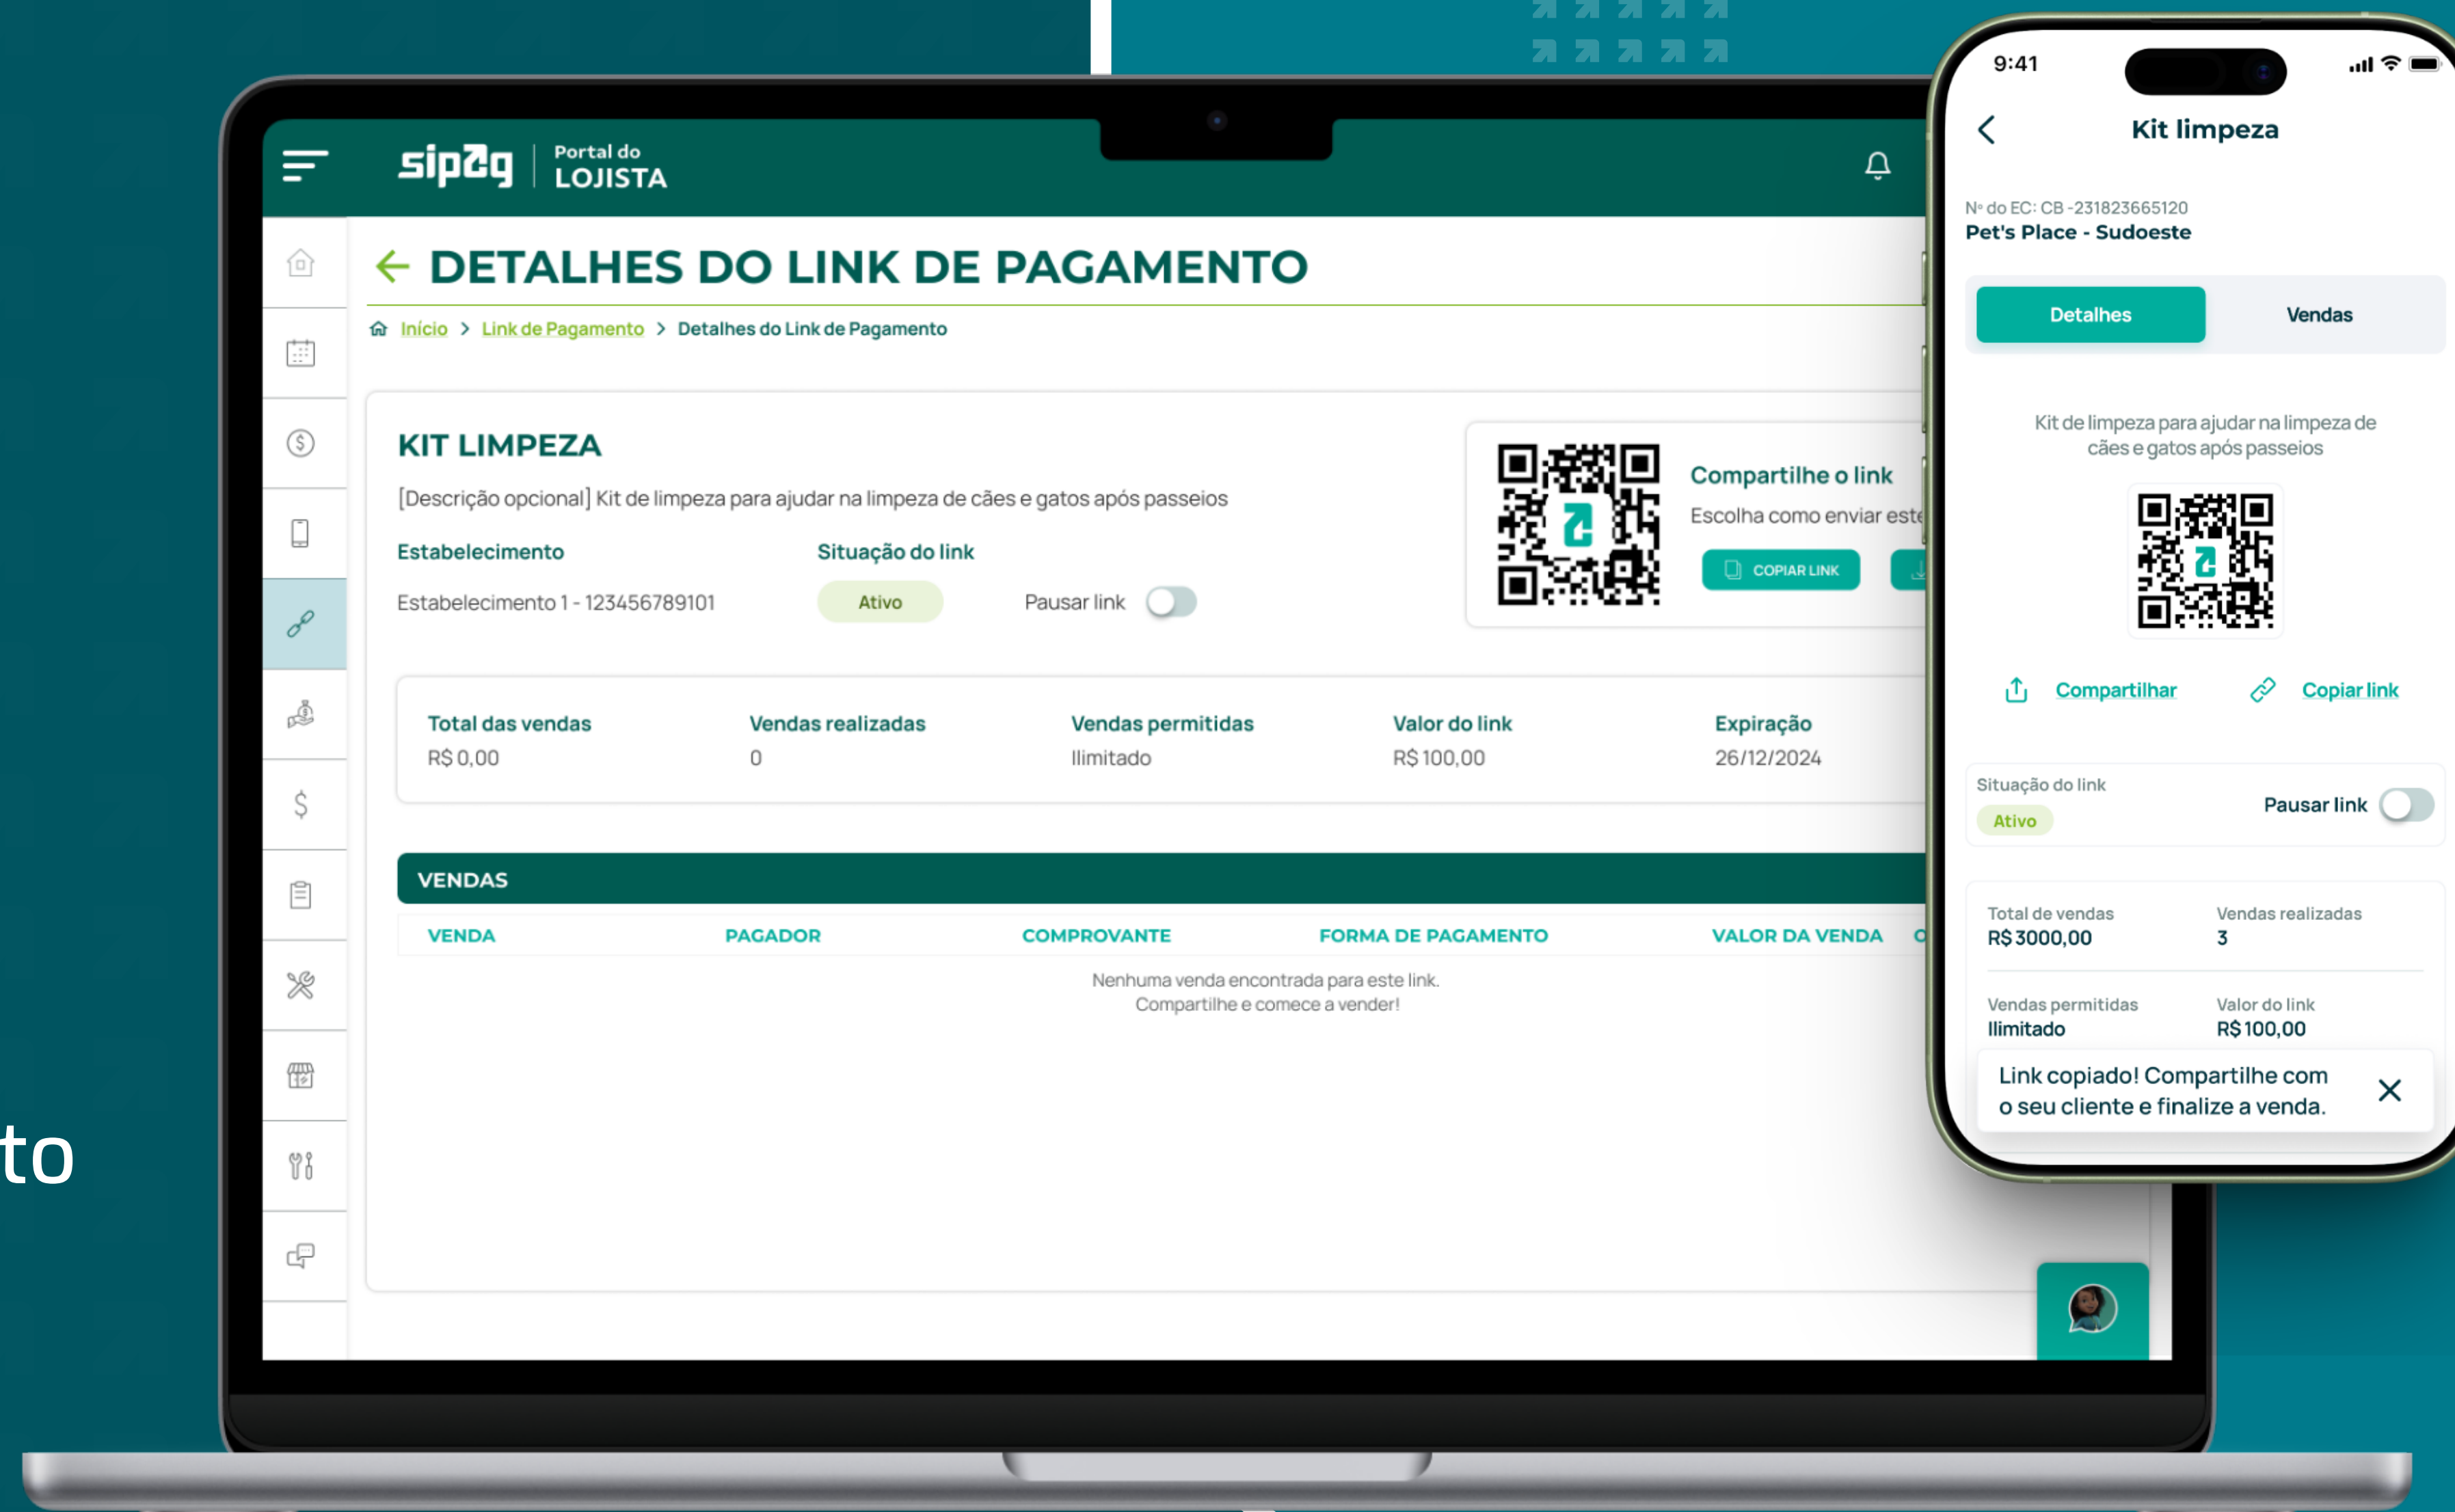 sipag
Portal do
LOJISTA
DETALHES DO LINK DE PAGAMENTO
Início > Link de Pagamento > Detalhes do Link de Pagamento
KIT LIMPEZA
[Descrição opcional] Kit de limpeza para ajudar na limpeza de cães e gatos após passeios
Estabelecimento
Situação do link
Estabelecimento 1 - 123456789101
Ativo
Pausar link
Compartilhe o link
Escolha como enviar este
COPIAR LINK
Total das vendas
Vendas realizadas
Vendas permitidas
Valor do link
Expiração
R$ 0,00
0
Ilimitado
R$ 100,00
26/12/2024
VENDAS
VENDA
PAGADOR
COMPROVANTE
FORMA DE PAGAMENTO
VALOR DA VENDA
Nenhuma venda encontrada para este link.
Compartilhe e comece a vender!
to
9:41
Kit limpeza
Nº do EC: CB -231823665120
Pet's Place - Sudoeste
Detalhes
Vendas
Kit de limpeza para ajudar na limpeza de
cães e gatos após passeios
Compartilhar
Copiar link
Situação do link
Ativo
Pausar link
Total de vendas
Vendas realizadas
R$ 3000,00
3
Vendas permitidas
Valor do link
Ilimitado
R$ 100,00
Link copiado! Compartilhe com
o seu cliente e finalize a venda.